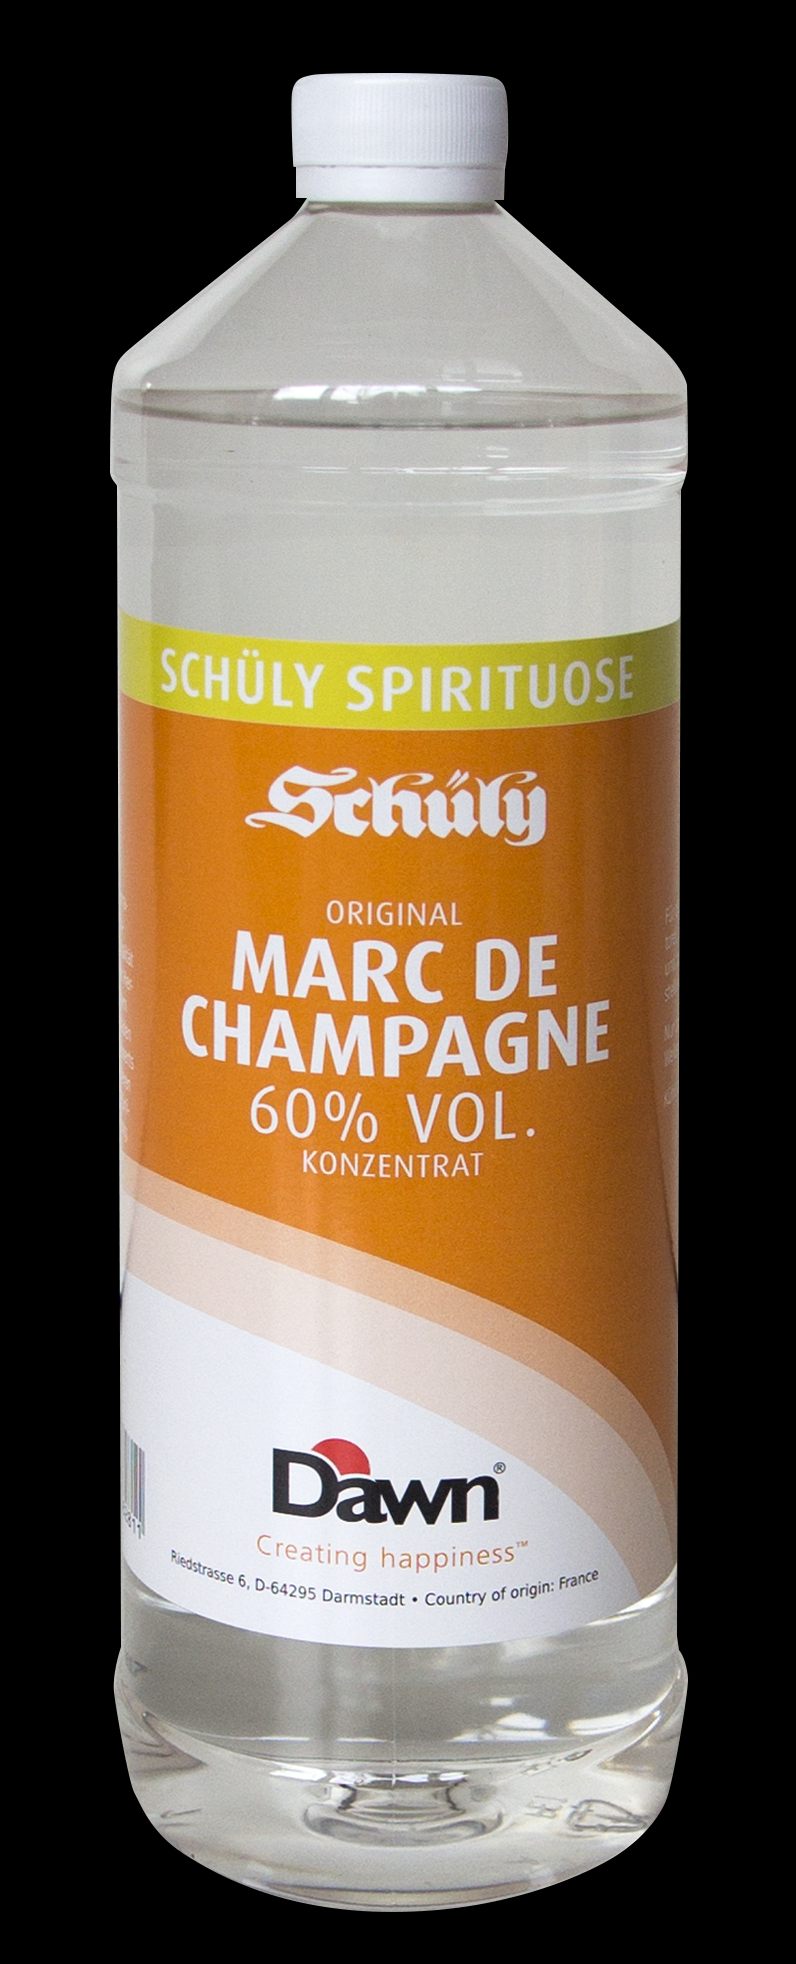 SCHÜLY SPIRITUOSE
Schüly
ORIGINAL
MARC DE
CHAMPAGNE
60% VOL.
KONZENTRAT
Dawn®
Creating happiness™
Riedstrasse 6, D-64295 Darmstadt • Country of origin: France